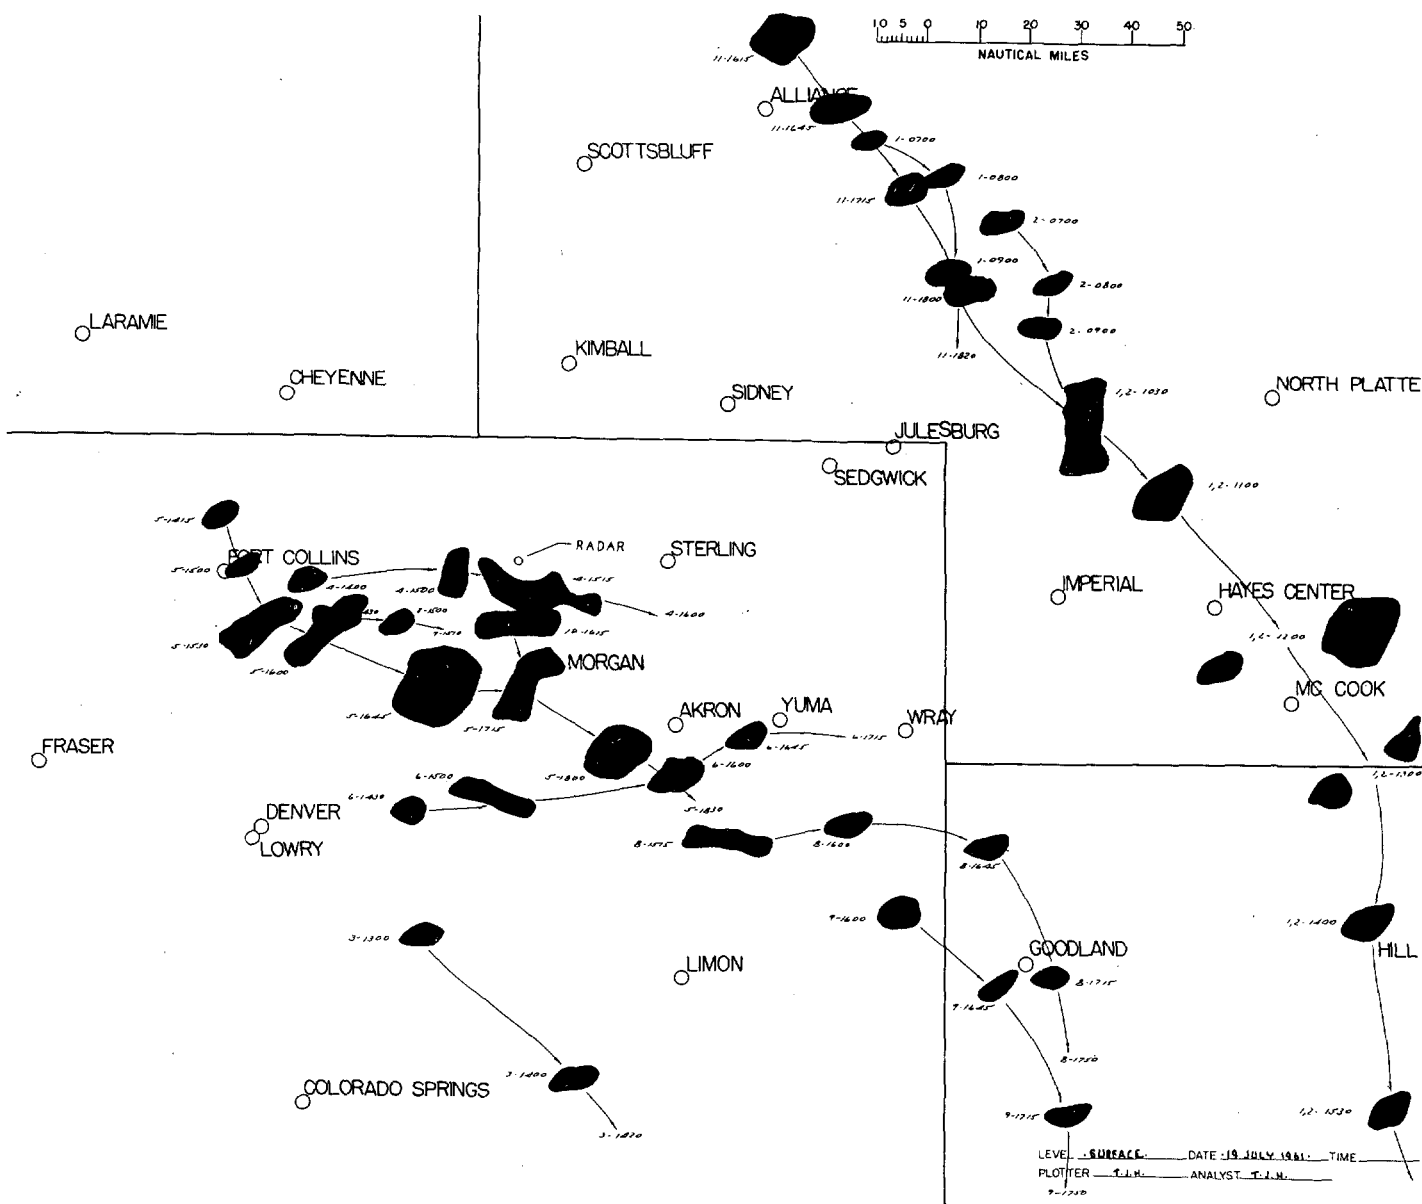 10 5 0 10 20 30 40 50
NAUTICAL MILES
11-1615
ALLIANCE
11-1645
1-0700
SCOTTSBLUFF
1-0800
11-1715
2-0700
1-0900
2-0800
11-1800
LARAMIE
2-0900
KIMBALL
11-1820
CHEYENNE
SIDNEY
1,2-1030
NORTH PLATTE
JULESBURG
SEDGWICK
1,2-1100
5-1415
RADAR
STERLING
FORT COLLINS
5-1500
4-1400
4-1500
4-1515
IMPERIAL
HAYES CENTER
4-1600
7-1510
10-1615
5-1530
1,2-1200
5-1600
MORGAN
MC COOK
5-1645
5-1715
AKRON
YUMA
WRAY
6-1715
FRASER
6-1645
6-1600
1,2-1300
6-1500
5-1800
6-1430
5-1830
DENVER
LOWRY
8-1515
8-1600
8-1645
9-1600
1,2-1400
3-1300
GOODLAND
HILL
LIMON
8-1715
9-1645
8-1750
3-1400
COLORADO SPRINGS
9-1715
1,2-1530
3-1420
LEVEL SURFACE DATE 19 JULY 1961 TIME
PLOTTER T.J.H. ANALYST T.J.H.
9-1750